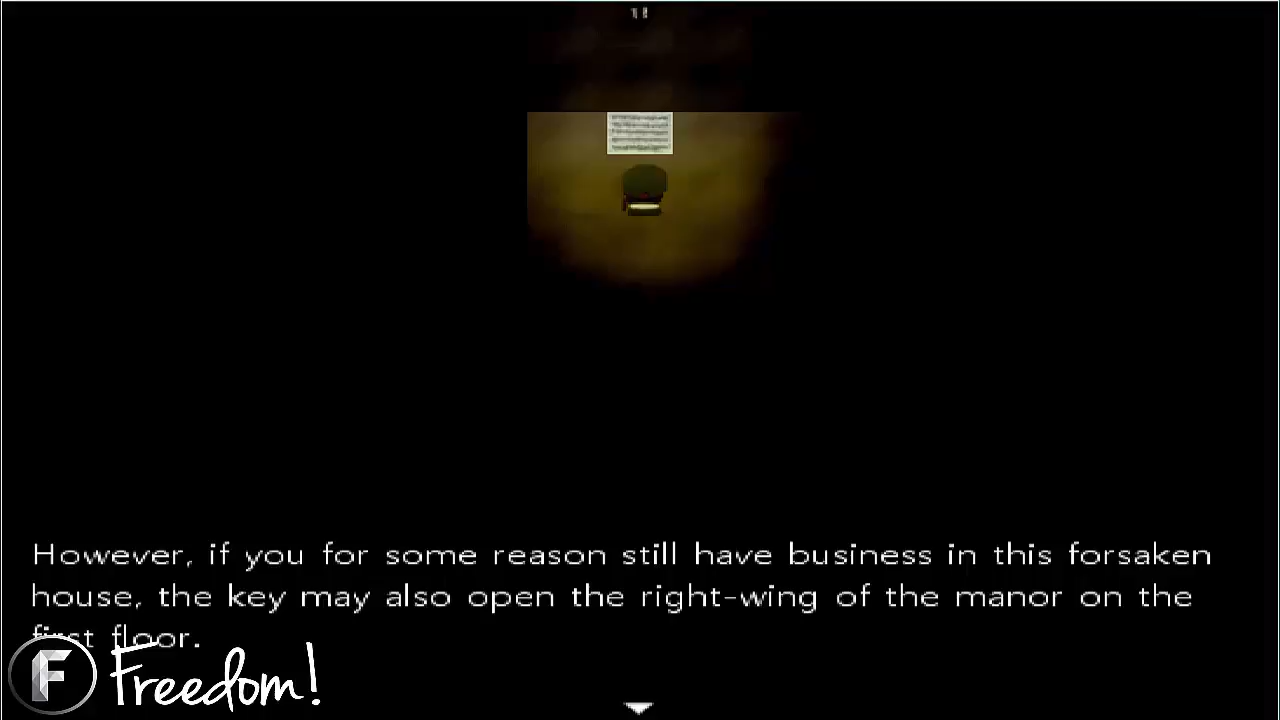 However, if you for some reason still have business in this forsaken
house, the key may also open the right-wing of the manor on the
first floor.
F Freedom!